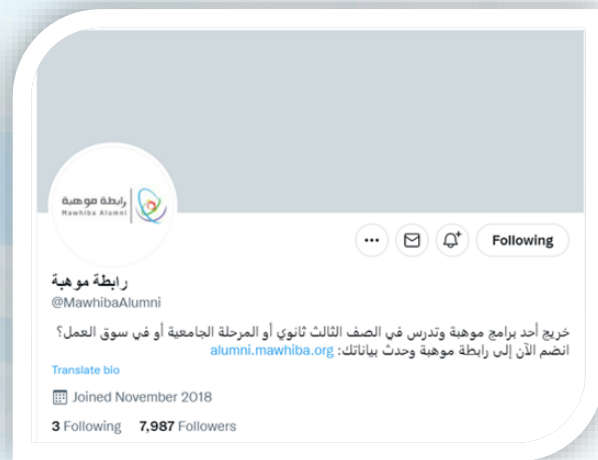 رابطة موهبة
Mawhiba Alumni
Following
رابطة موهبة
@MawhibaAlumni
خريج أحد برامج موهبة وتدرس في الصف الثالث ثانوي أو المرحلة الجامعية أو في سوق العمل؟
انضم الآن إلى رابطة موهبة وحدث بياناتك: alumni.mawhiba.org
Translate bio
Joined November 2018
3 Following 7,987 Followers